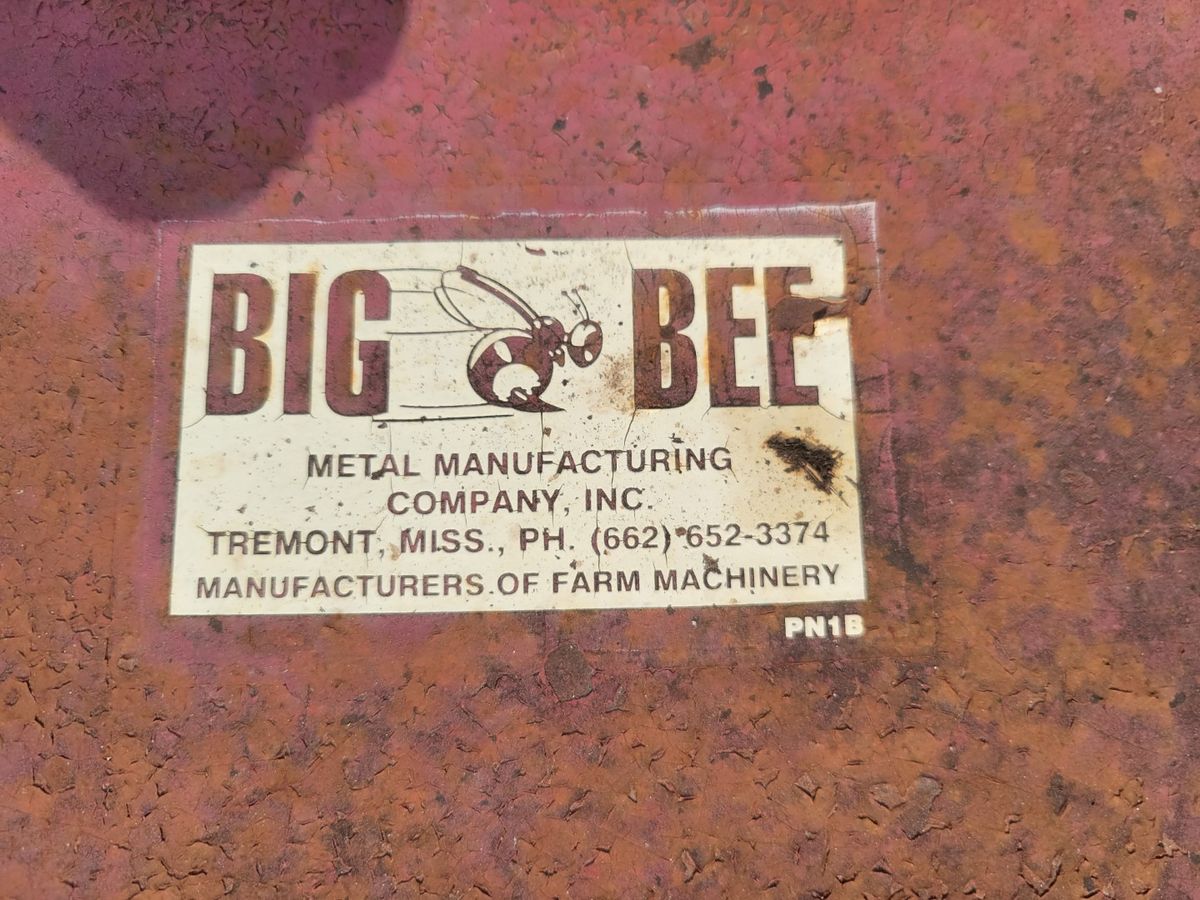 BIG BEE
METAL MANUFACTURING
COMPANY, INC.
TREMONT, MISS., PH. (662) 652-3374
MANUFACTURERS OF FARM MACHINERY
PN1B